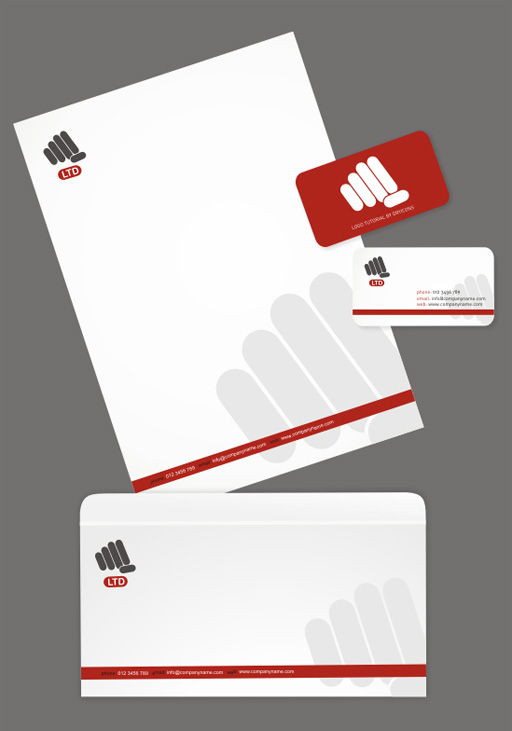 LTD
LOGO TUTORIAL BY OPYICONS
LTD
phone: 012 3456 789
email: info@companyname.com
web: www.companyname.com
phone: 012 3456 789 email: info@companyname.com web: www.companyname.com
LTD
phone: 012 3456 789 email: info@companyname.com web: www.companyname.com